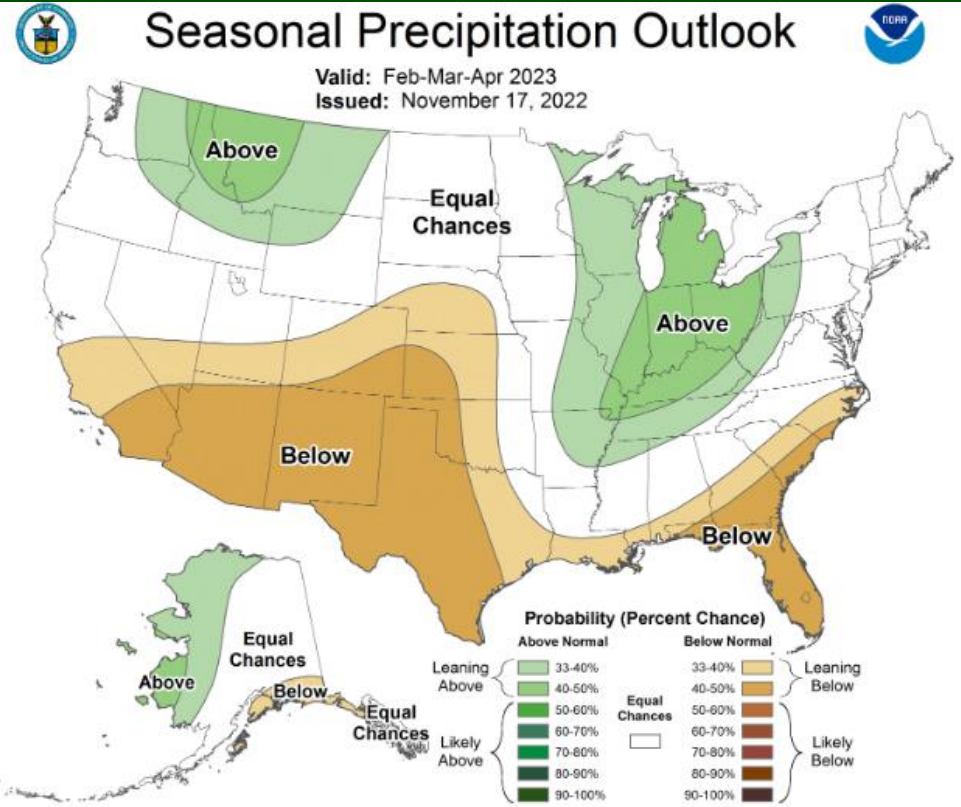 Seasonal Precipitation Outlook
NOAA
Valid: Feb-Mar-Apr 2023
Issued: November 17, 2022
Above
Equal
Chances
Above
Below
Below
Equal
Chances
Above
Below
Equal
Chances
Probability (Percent Chance)
Above Normal
Below Normal
Leaning
Above
33-40%
40-50%
50-60%
60-70%
70-80%
80-90%
90-100%
Likely
Above
Equal
Chances
33-40%
40-50%
50-60%
60-70%
70-80%
80-90%
90-100%
Leaning
Below
Likely
Below